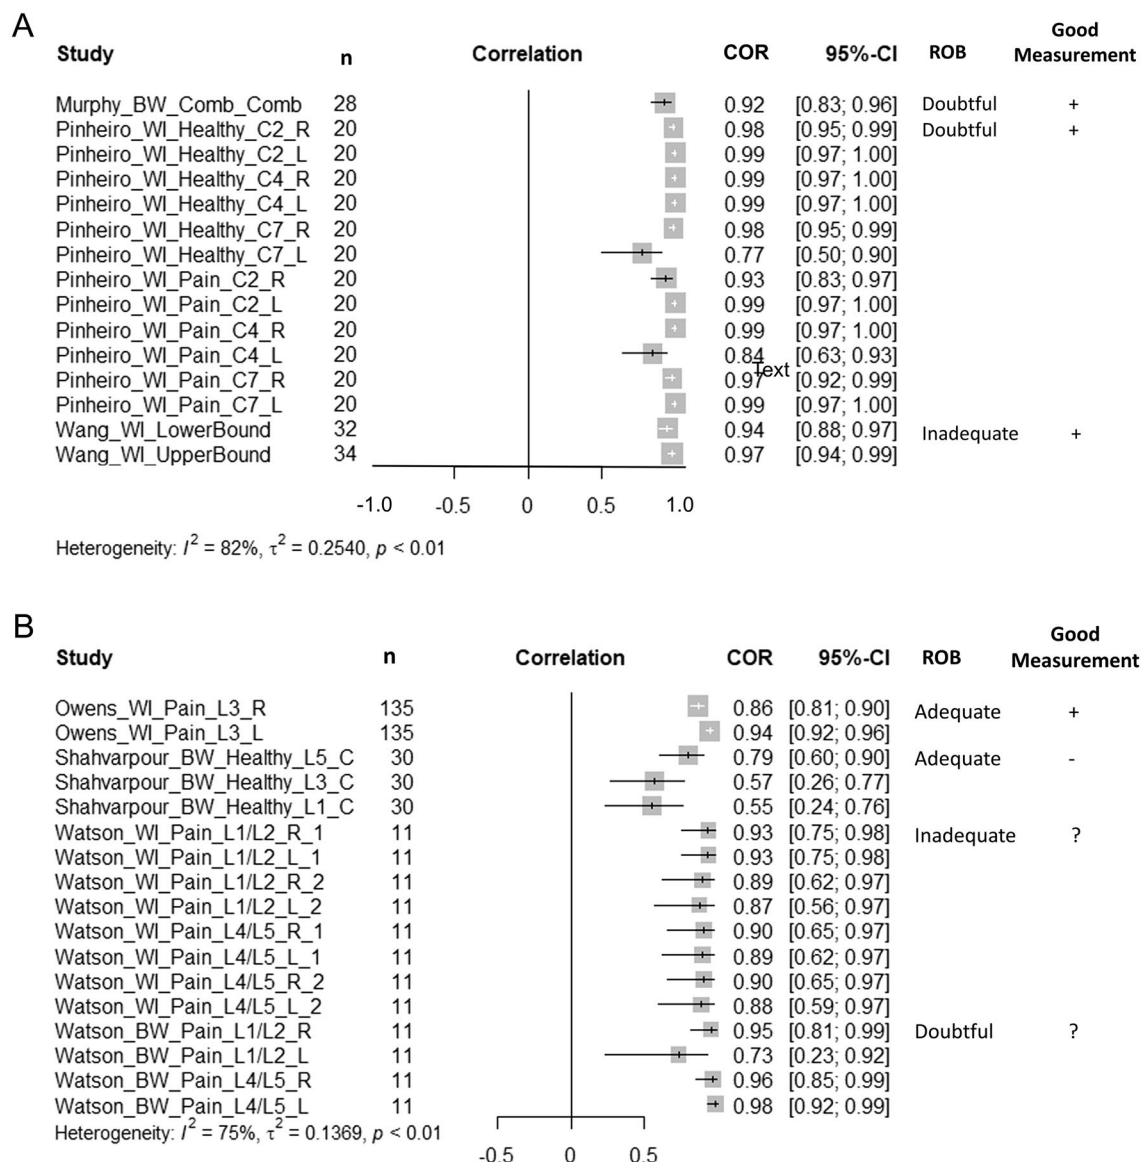 A
Study n Correlation COR 95%-CI ROB Good Measurement
Murphy_BW_Comb_Comb 28 0.92 [0.83; 0.96] Doubtful +
Pinheiro_WI_Healthy_C2_R 20 0.98 [0.95; 0.99] Doubtful +
Pinheiro_WI_Healthy_C2_L 20 0.99 [0.97; 1.00]
Pinheiro_WI_Healthy_C4_R 20 0.99 [0.97; 1.00]
Pinheiro_WI_Healthy_C4_L 20 0.99 [0.97; 1.00]
Pinheiro_WI_Healthy_C7_R 20 0.98 [0.95; 0.99]
Pinheiro_WI_Healthy_C7_L 20 0.77 [0.50; 0.90]
Pinheiro_WI_Pain_C2_R 20 0.93 [0.83; 0.97]
Pinheiro_WI_Pain_C2_L 20 0.99 [0.97; 1.00]
Pinheiro_WI_Pain_C4_R 20 0.99 [0.97; 1.00]
Pinheiro_WI_Pain_C4_L 20 0.84 [0.63; 0.93]
Text
Pinheiro_WI_Pain_C7_R 20 0.97 [0.92; 0.99]
Pinheiro_WI_Pain_C7_L 20 0.99 [0.97; 1.00]
Wang_WI_LowerBound 32 0.94 [0.88; 0.97] Inadequate +
Wang_WI_UpperBound 34 0.97 [0.94; 0.99]
-1.0 -0.5 0 0.5 1.0
Heterogeneity: I² = 82%, τ² = 0.2540, p < 0.01
B
Study n Correlation COR 95%-CI ROB Good Measurement
Owens_WI_Pain_L3_R 135 0.86 [0.81; 0.90] Adequate +
Owens_WI_Pain_L3_L 135 0.94 [0.92; 0.96]
Shahvarpour_BW_Healthy_L5_C 30 0.79 [0.60; 0.90] Adequate -
Shahvarpour_BW_Healthy_L3_C 30 0.57 [0.26; 0.77]
Shahvarpour_BW_Healthy_L1_C 30 0.55 [0.24; 0.76]
Watson_WI_Pain_L1/L2_R_1 11 0.93 [0.75; 0.98] Inadequate ?
Watson_WI_Pain_L1/L2_L_1 11 0.93 [0.75; 0.98]
Watson_WI_Pain_L1/L2_R_2 11 0.89 [0.62; 0.97]
Watson_WI_Pain_L1/L2_L_2 11 0.87 [0.56; 0.97]
Watson_WI_Pain_L4/L5_R_1 11 0.90 [0.65; 0.97]
Watson_WI_Pain_L4/L5_L_1 11 0.89 [0.62; 0.97]
Watson_WI_Pain_L4/L5_R_2 11 0.90 [0.65; 0.97]
Watson_WI_Pain_L4/L5_L_2 11 0.88 [0.59; 0.97]
Watson_BW_Pain_L1/L2_R 11 0.95 [0.81; 0.99] Doubtful ?
Watson_BW_Pain_L1/L2_L 11 0.73 [0.23; 0.92]
Watson_BW_Pain_L4/L5_R 11 0.96 [0.85; 0.99]
Watson_BW_Pain_L4/L5_L 11 0.98 [0.92; 0.99]
Heterogeneity: I² = 75%, τ² = 0.1369, p < 0.01
-0.5 0 0.5